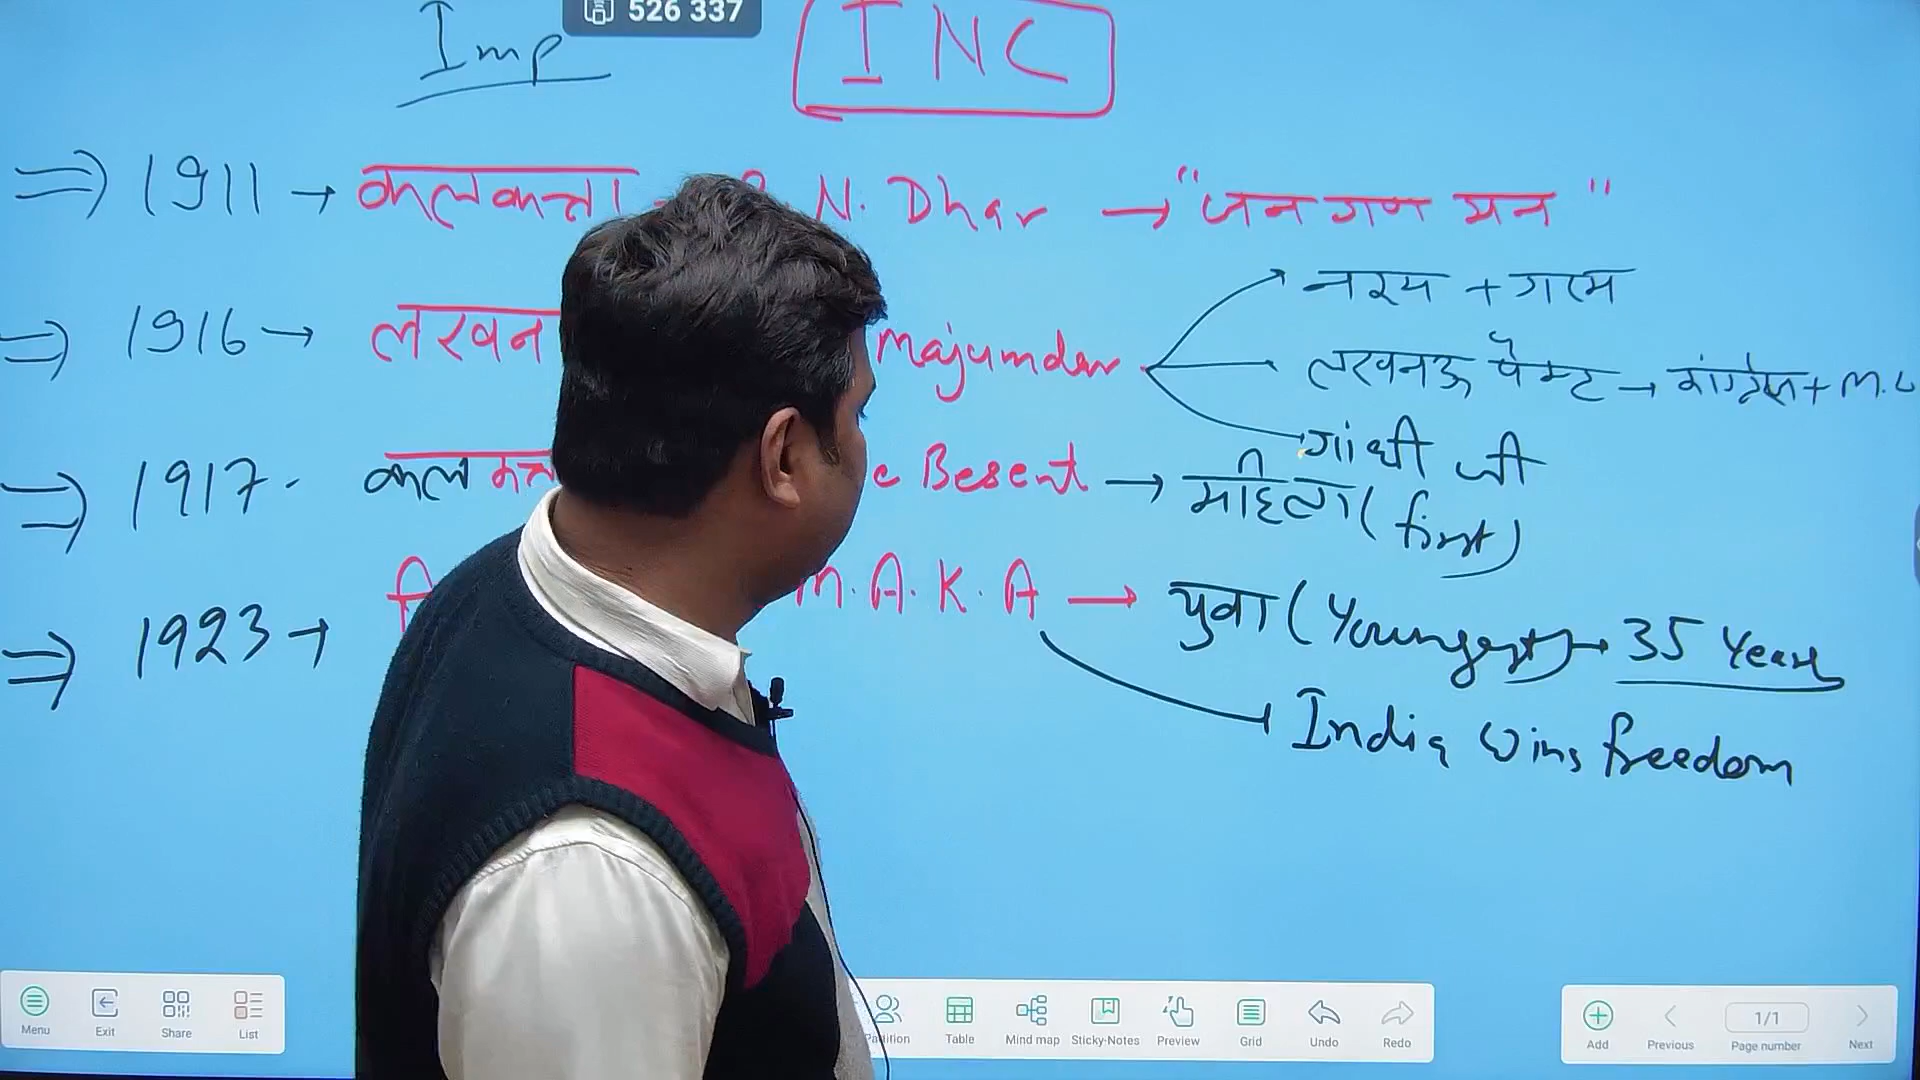 526 337
Imp
INC
⇒ 1911 → कलकत्ता - N. Dhar → "जन गण मन"
नरम + गरम
⇒ 1916 → लखन majumdar
लखनऊ पैक्ट → कांग्रेस + M.L
गांधी जी
⇒ 1917 - कलकत्ता e Besent → महिला (first)
⇒ 1923 → M.A.K.A → युवा (Youngest) → 35 Years
India Wins freedom
Menu Exit Share List Table Mind map Sticky-Notes Preview Grid Undo Redo Add Previous 1/1 Page number Next